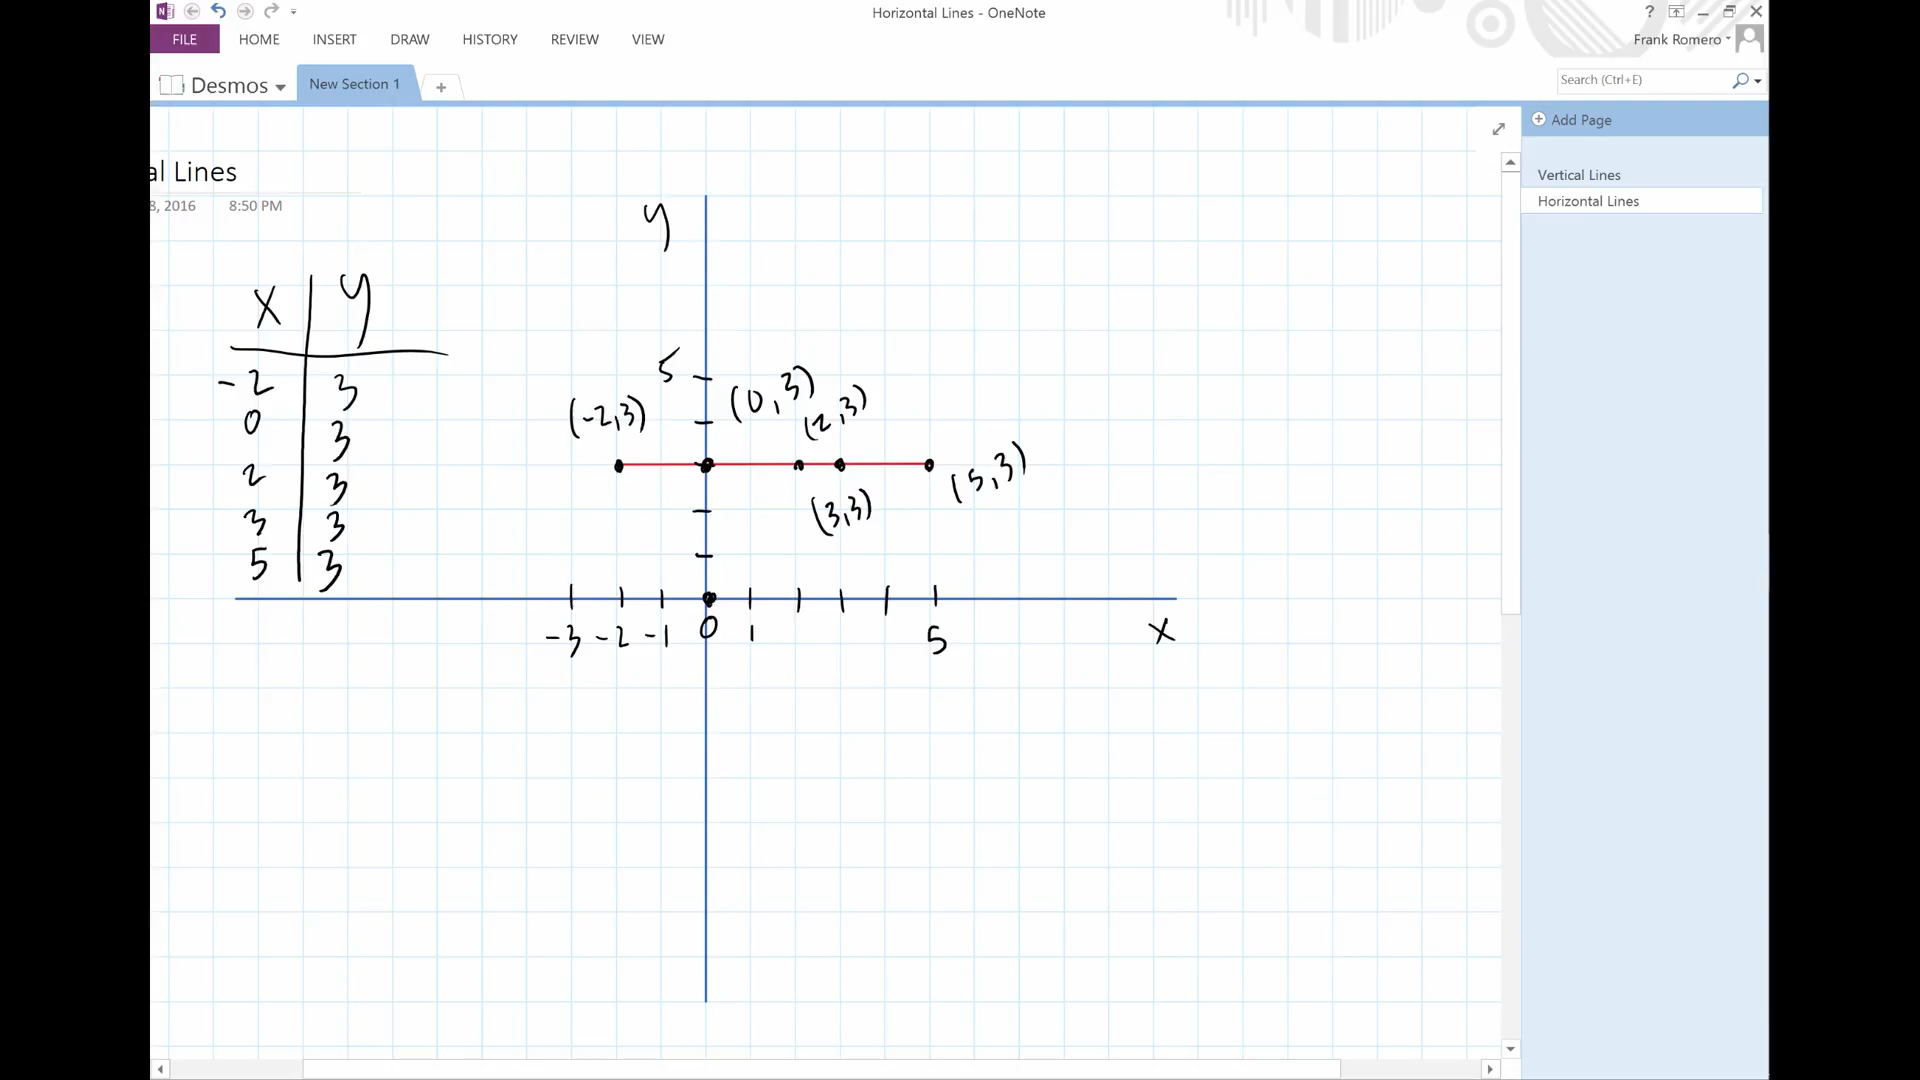 Horizontal Lines - OneNote
?
FILE HOME INSERT DRAW HISTORY REVIEW VIEW
Frank Romero
Desmos New Section 1 +
Search (Ctrl+E)
Add Page
Vertical Lines
Horizontal Lines
al Lines
8, 2016 8:50 PM
x y
-2 3
0 3
2 3
3 3
5 3
y
5
(-2,3) (0,3) (2,3)
(3,3) (5,3)
-3 -2 -1 0 1 5 x